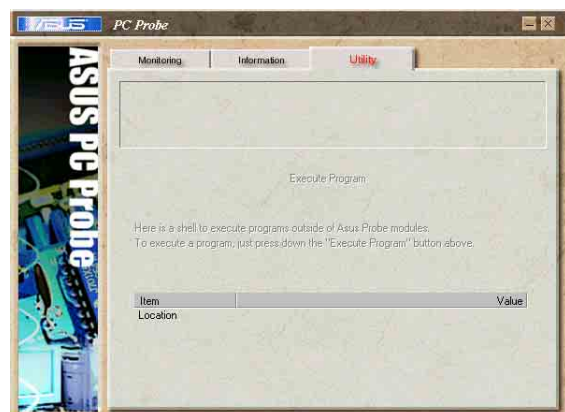 ASUS PC Probe
Monitoring Information Utility
ASUS PC Probe
Execute Program
Here is a shell to execute programs outside of Asus Probe modules.
To execute a program, just press down the "Execute Program" button above.
Item Value
Location